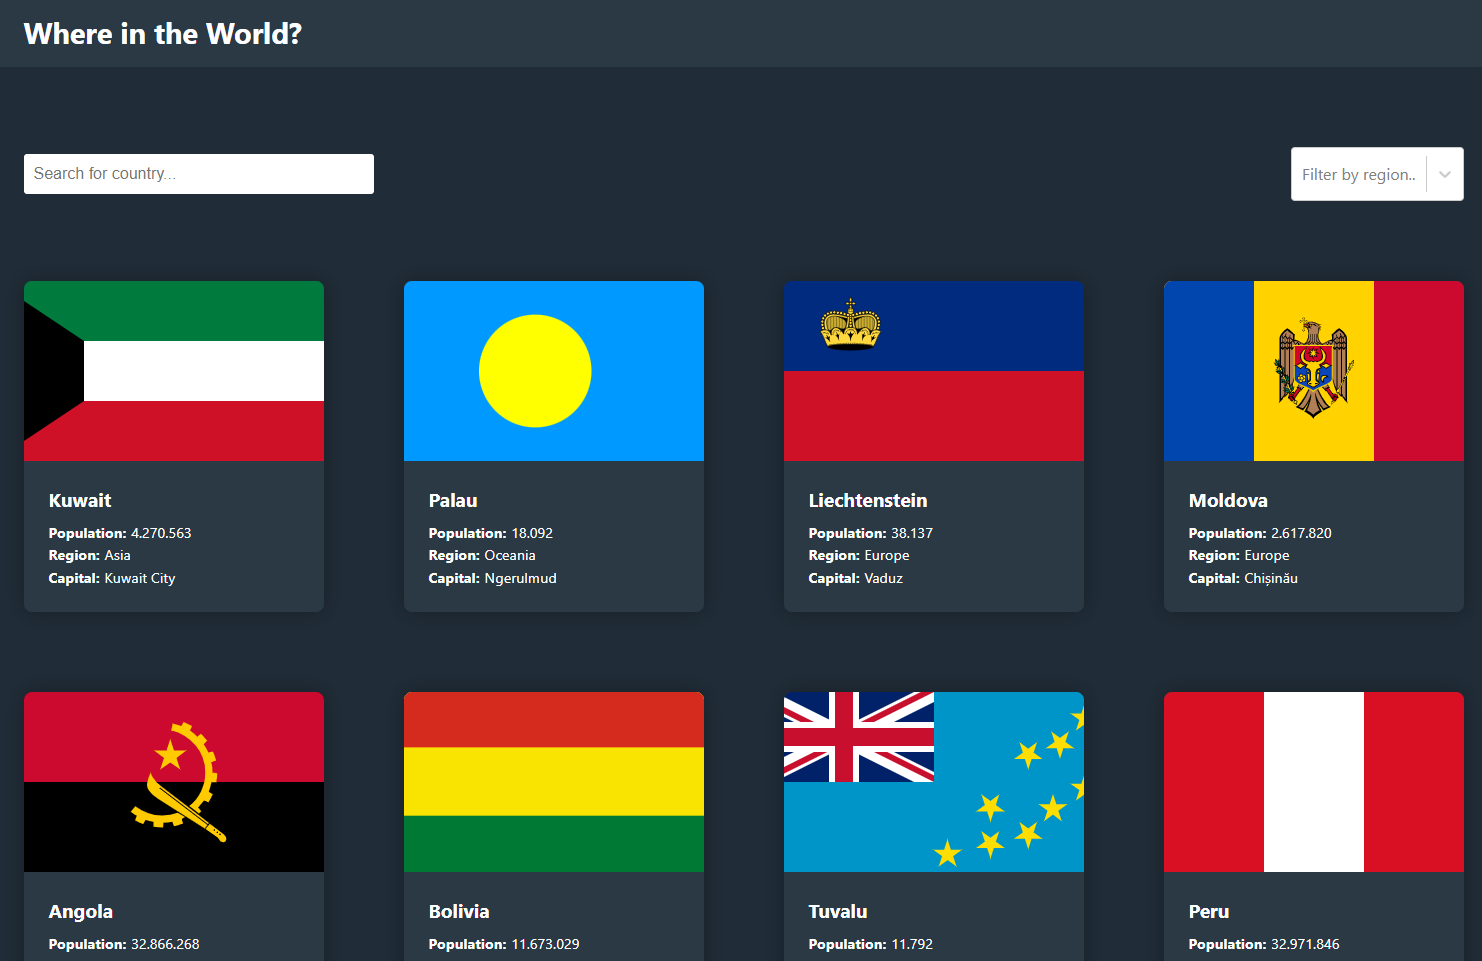 Where in the World?
Search for country...
Filter by region..
Kuwait
Population: 4.270.563
Region: Asia
Capital: Kuwait City
Palau
Population: 18.092
Region: Oceania
Capital: Ngerulmud
Liechtenstein
Population: 38.137
Region: Europe
Capital: Vaduz
Moldova
Population: 2.617.820
Region: Europe
Capital: Chișinău
Angola
Population: 32.866.268
Bolivia
Population: 11.673.029
Tuvalu
Population: 11.792
Peru
Population: 32.971.846